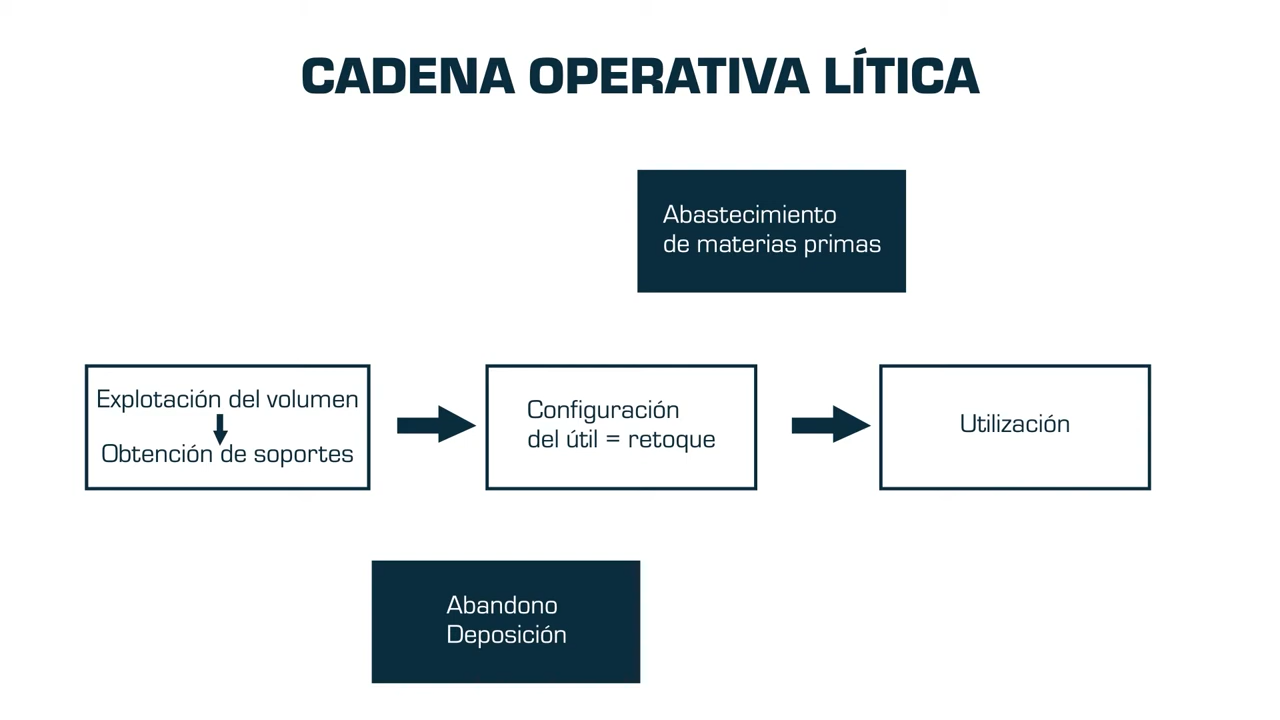 CADENA OPERATIVA LÍTICA
Abastecimiento
de materias primas
Explotación del volumen
Obtención de soportes
Configuración
del útil = retoque
Utilización
Abandono
Deposición